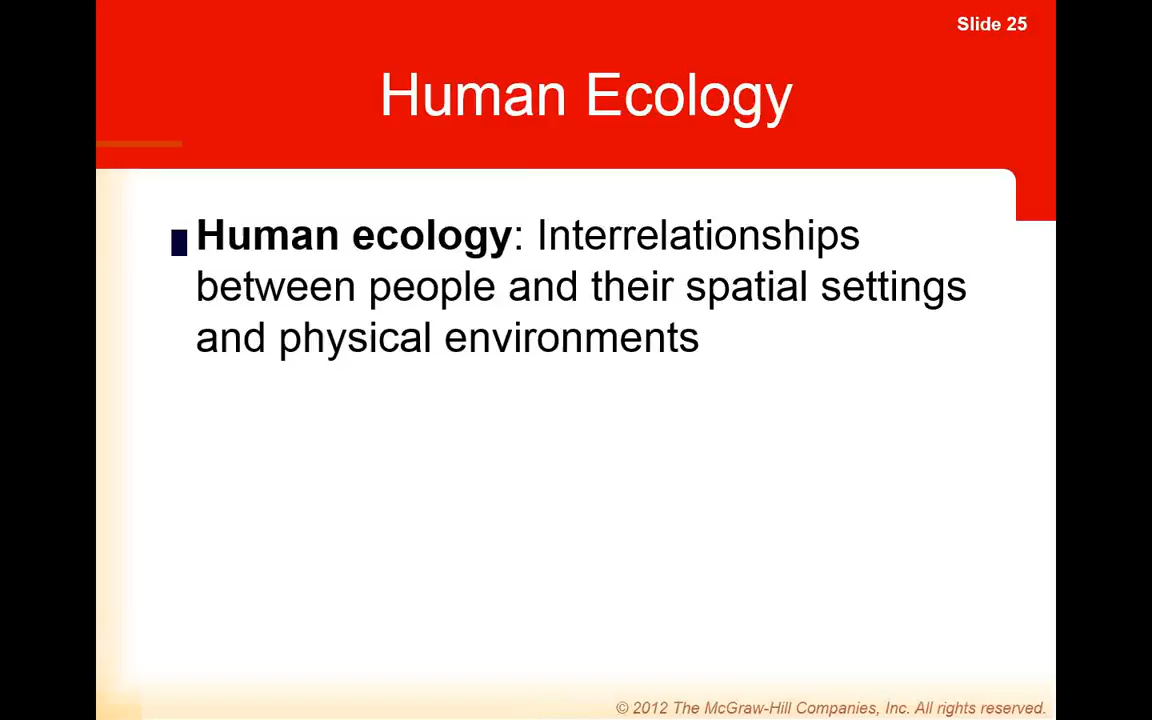 Slide 25
Human Ecology
Human ecology: Interrelationships
between people and their spatial settings
and physical environments
© 2012 The McGraw-Hill Companies, Inc. All rights reserved.